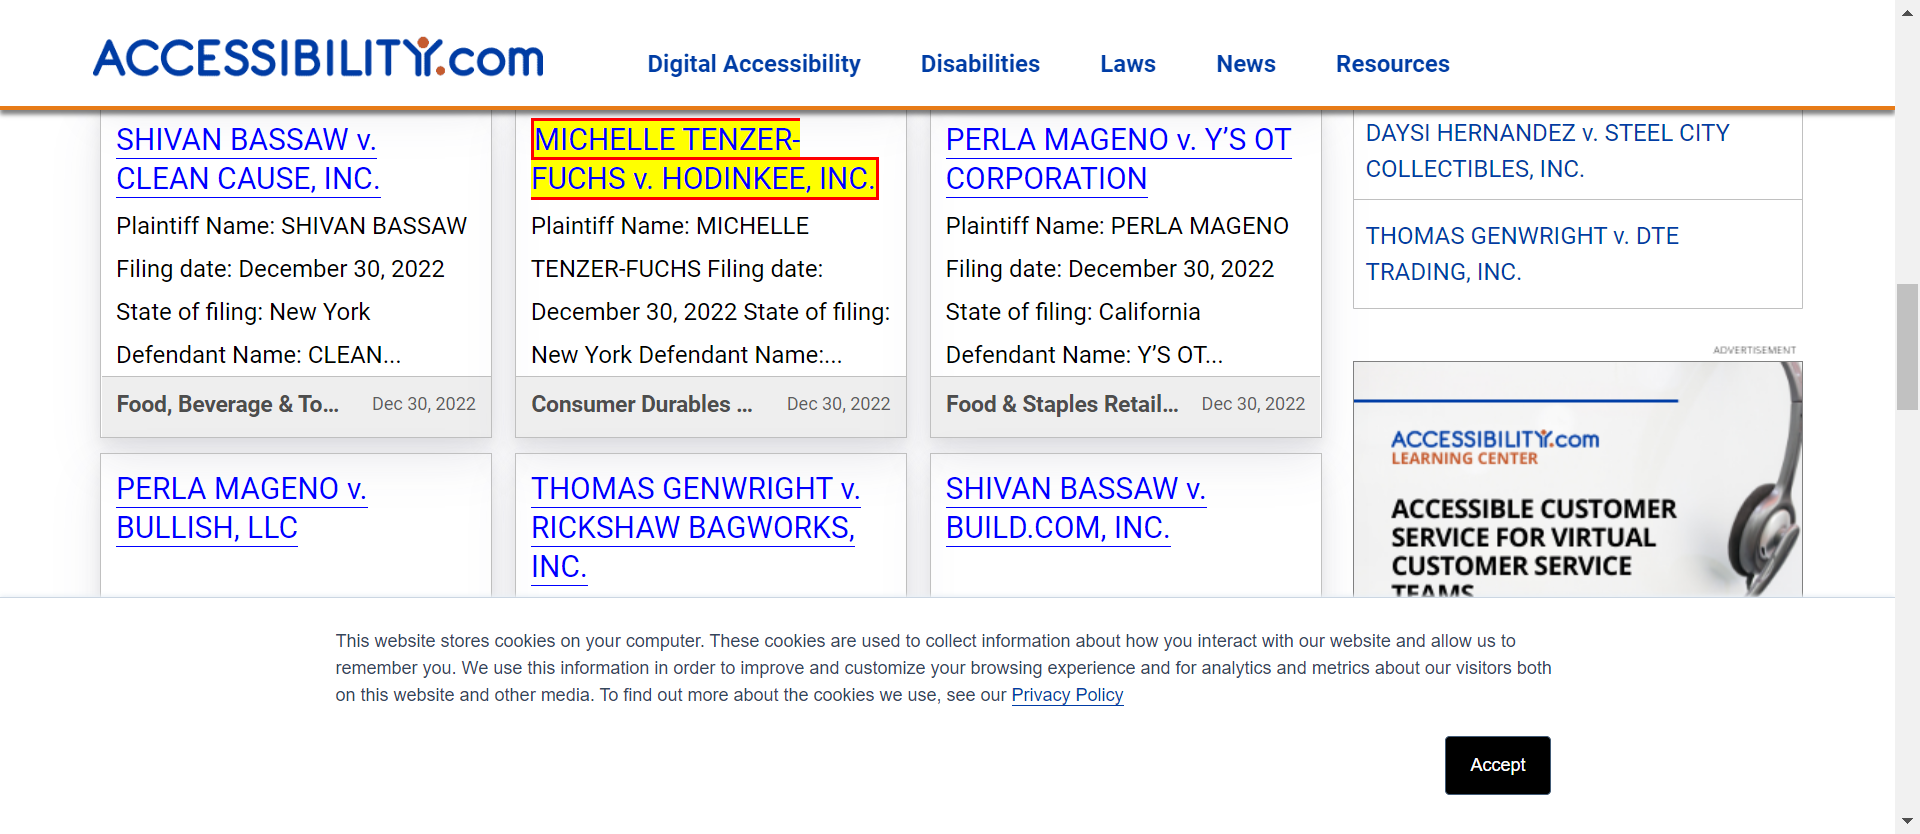 ACCESSIBILITY.com
Digital Accessibility
Disabilities
Laws
News
Resources
SHIVAN BASSAW v.
CLEAN CAUSE, INC.
Plaintiff Name: SHIVAN BASSAW
Filing date: December 30, 2022
State of filing: New York
Defendant Name: CLEAN...
Food, Beverage & To...
Dec 30, 2022
MICHELLE TENZER-
FUCHS v. HODINKEE, INC.
Plaintiff Name: MICHELLE
TENZER-FUCHS Filing date:
December 30, 2022 State of filing:
New York Defendant Name:...
Consumer Durables ...
Dec 30, 2022
PERLA MAGENO v. Y’S OT
CORPORATION
Plaintiff Name: PERLA MAGENO
Filing date: December 30, 2022
State of filing: California
Defendant Name: Y’S OT...
Food & Staples Retail...
Dec 30, 2022
PERLA MAGENO v.
BULLISH, LLC
THOMAS GENWRIGHT v.
RICKSHAW BAGWORKS,
INC.
SHIVAN BASSAW v.
BUILD.COM, INC.
DAYSI HERNANDEZ v. STEEL CITY
COLLECTIBLES, INC.
THOMAS GENWRIGHT v. DTE
TRADING, INC.
ADVERTISEMENT
ACCESSIBILITY.com
LEARNING CENTER
ACCESSIBLE CUSTOMER
SERVICE FOR VIRTUAL
CUSTOMER SERVICE
TEAMS
This website stores cookies on your computer. These cookies are used to collect information about how you interact with our website and allow us to
remember you. We use this information in order to improve and customize your browsing experience and for analytics and metrics about our visitors both
on this website and other media. To find out more about the cookies we use, see our Privacy Policy
Accept